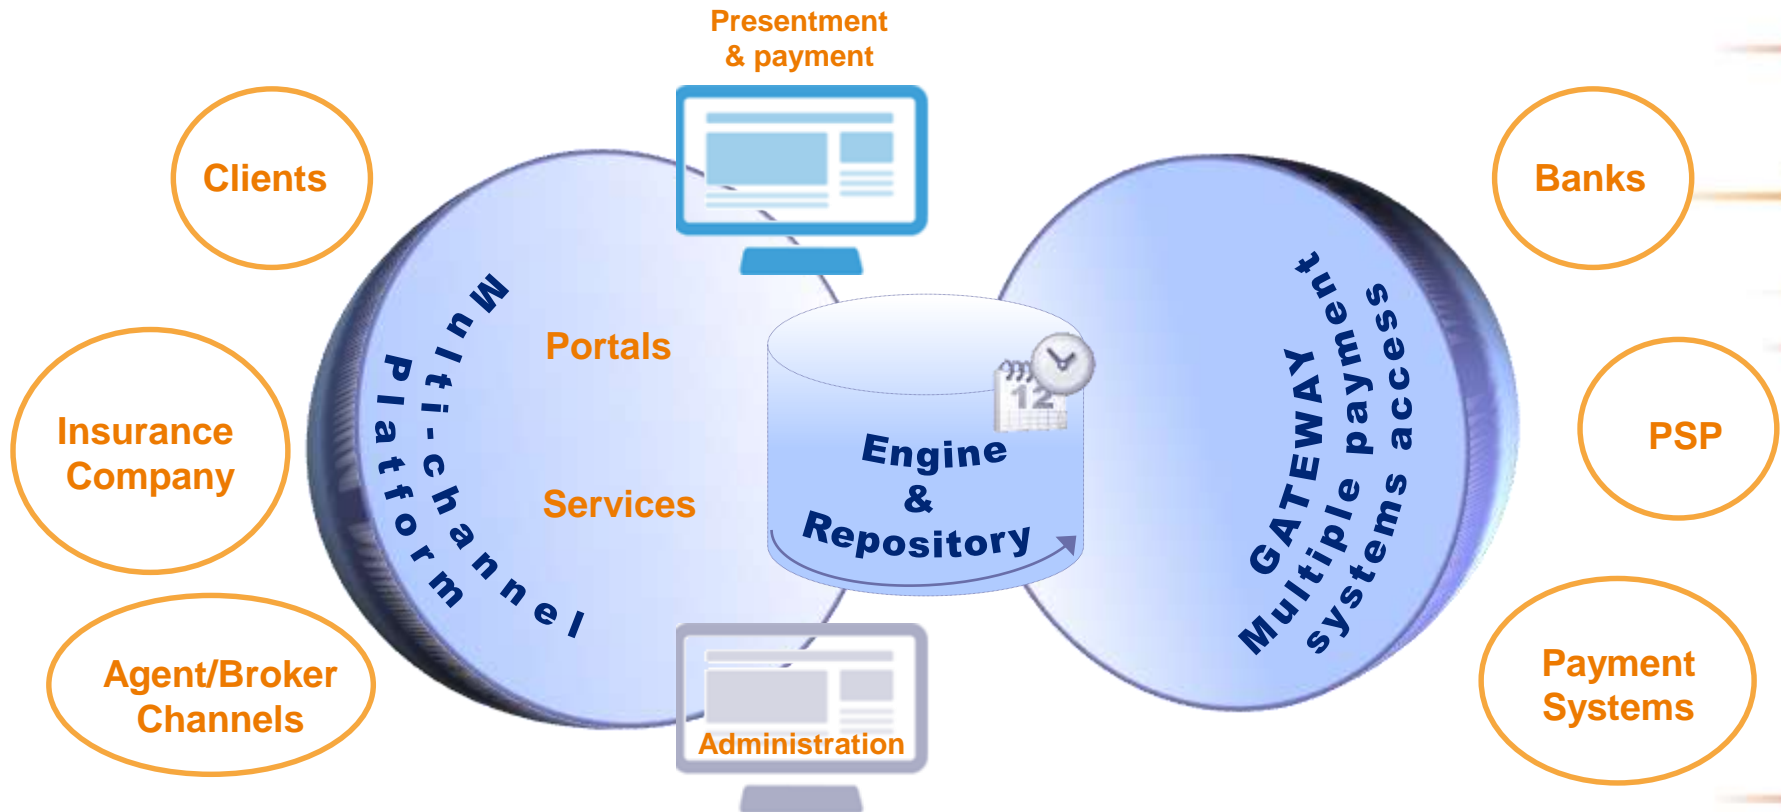 Presentment
& payment
Clients
Insurance
Company
Agent/Broker
Channels
Multi-channel
Platform
Portals
Services
12
Engine
&
Repository
Administration
GATEWAY
Multiple payment
systems access
Banks
PSP
Payment
Systems